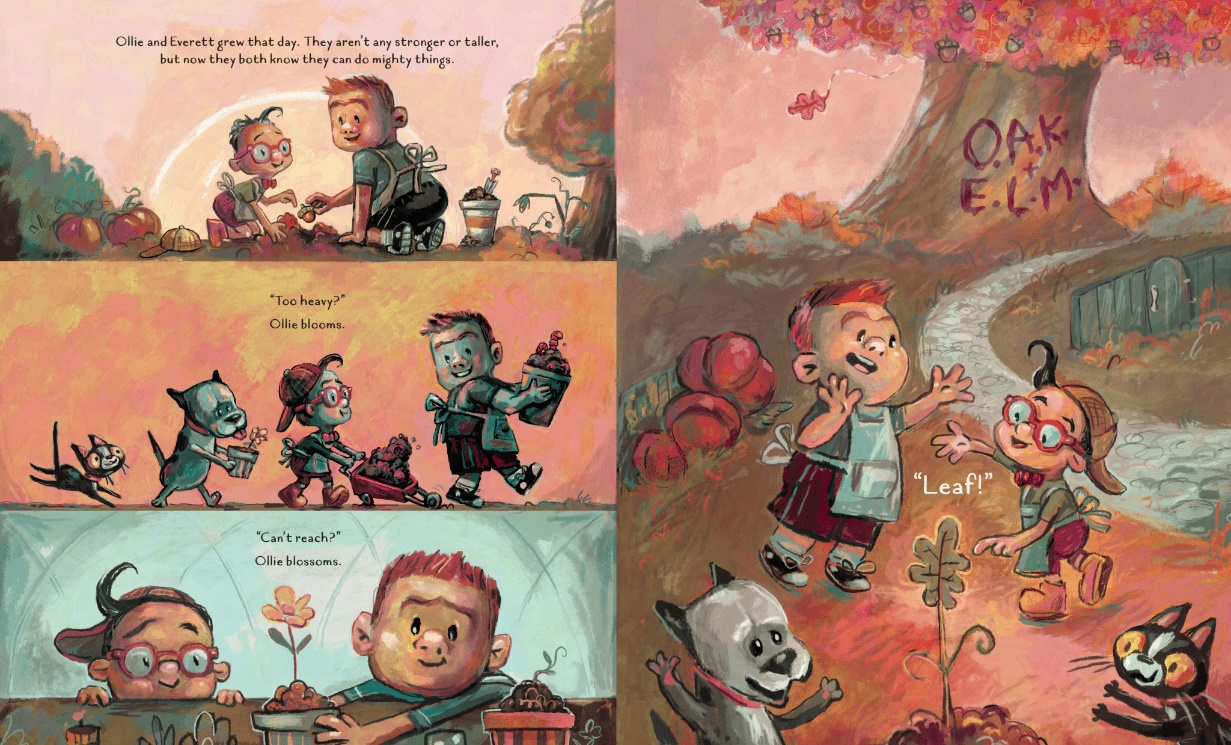 Ollie and Everett grew that day. They aren't any stronger or taller,
but now they both know they can do mighty things.
"Too heavy?"
Ollie blooms.
"Can't reach?"
Ollie blossoms.
O.A.K.
+
E.L.M.
"Leaf!"